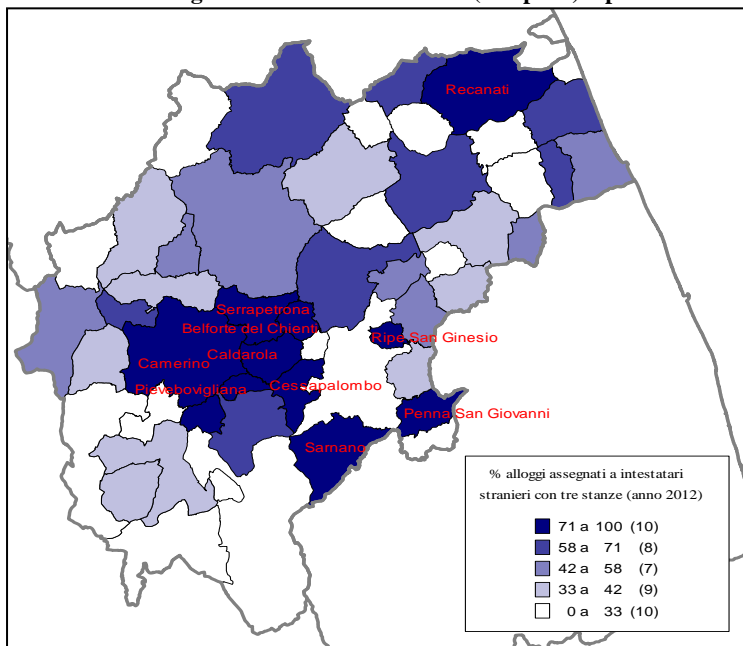 Recanati
Serrapetrona
Belforte del Chienti
Ripe San Ginesio
Caldarola
Camerino
Pievebovigliana
Cessapalombo
Penna San Giovanni
Sarnano
% alloggi assegnati a intestatari
stranieri con tre stanze (anno 2012)
71 a 100 (10)
58 a 71 (8)
42 a 58 (7)
33 a 42 (9)
0 a 33 (10)